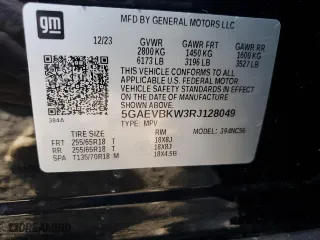 gm
MFD BY GENERAL MOTORS LLC
12/23 GVWR GAWR FRT GAWR RR
2800 KG 1450 KG 1600 KG
6173 LB 3196 LB 3527 LB
THIS VEHICLE CONFORMS TO ALL APPLICABLE
U.S. FEDERAL MOTOR
VEHICLE SAFETY
STANDARDS IN EFFECT ON THE DATE OF
MANUFACTURE SHOWN ABOVE.
384A
5GAEVBKW3RJ128049
TYPE: MPV MODEL:
TIRE SIZE RIM
FRT 255/65R18 T 18X8J
RR 255/65R18 T 18X8J
SPA T135/70R18 M 18X4.5B